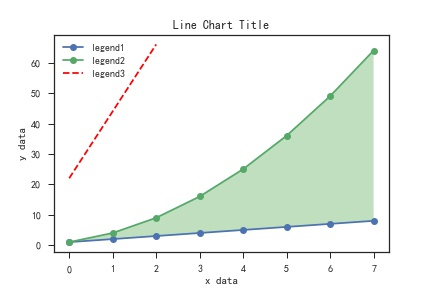 Line Chart Title
legend1
legend2
legend3
60
50
40
30
20
10
0
y data
0 1 2 3 4 5 6 7
x data